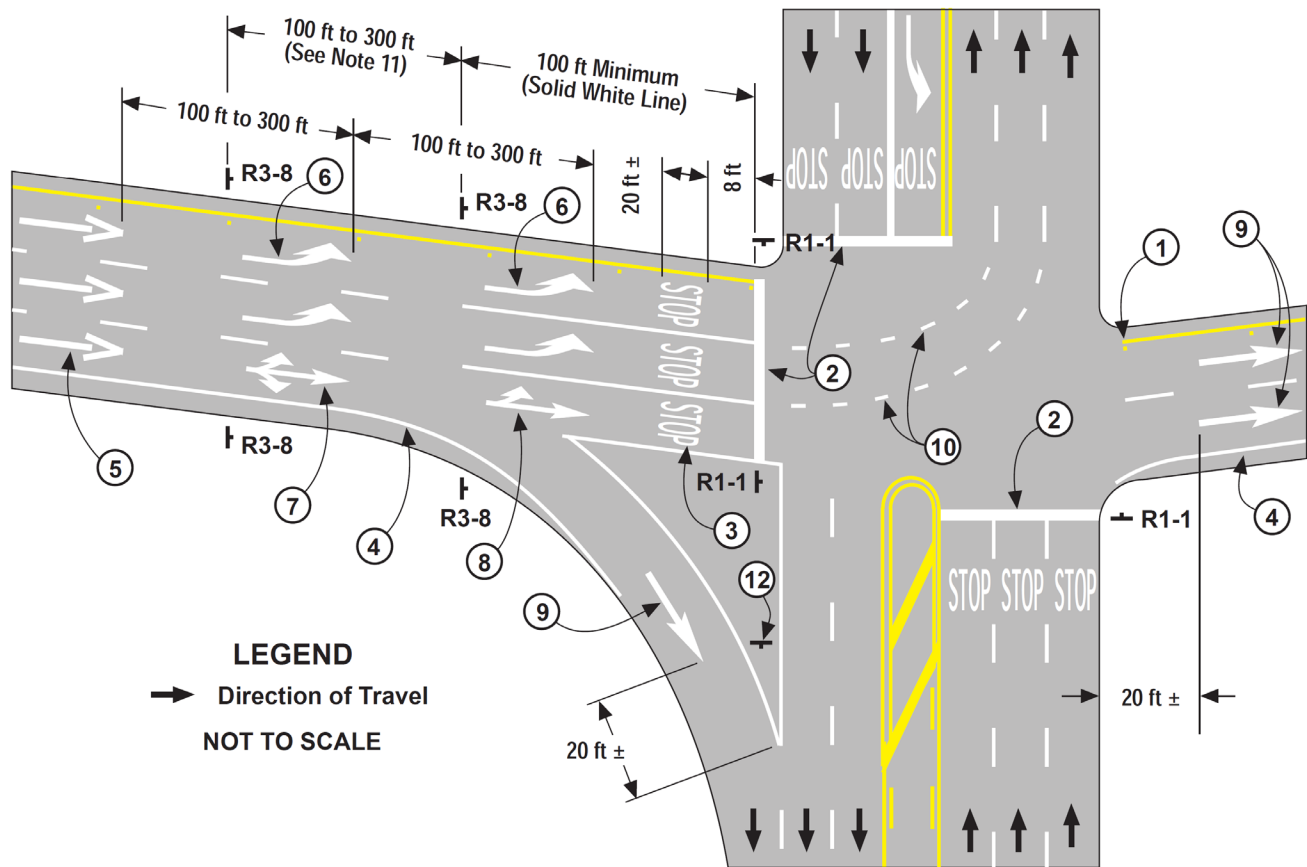 100 ft to 300 ft
(See Note 11)
100 ft Minimum
(Solid White Line)
100 ft to 300 ft
100 ft to 300 ft
20 ft ±
8 ft
STOP
STOP
STOP
R3-8
6
R3-8
6
R1-1
1
9
STOP
STOP
STOP
2
10
2
5
R3-8
7
4
R3-8
8
R1-1
3
R1-1
4
12
STOP
STOP
STOP
9
LEGEND
Direction of Travel
NOT TO SCALE
20 ft ±
20 ft ±